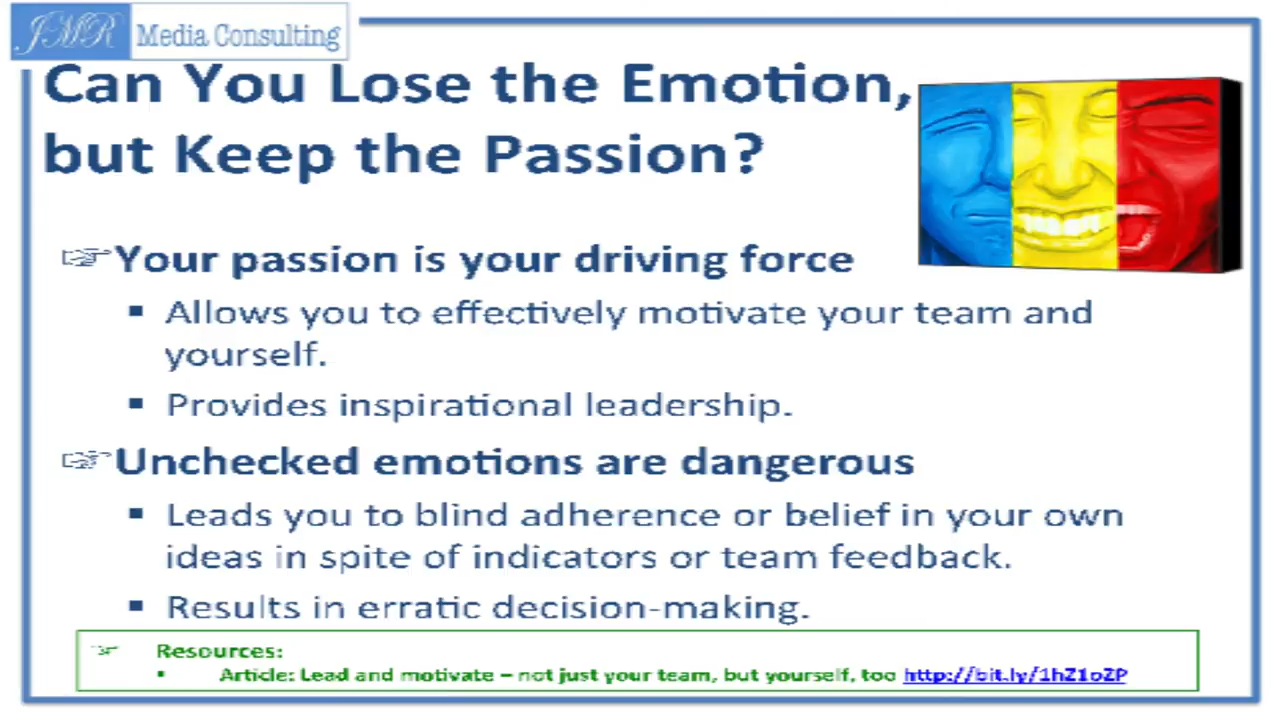 JMR Media Consulting
Can You Lose the Emotion,
but Keep the Passion?
☞Your passion is your driving force
▪ Allows you to effectively motivate your team and
yourself.
▪ Provides inspirational leadership.
☞Unchecked emotions are dangerous
▪ Leads you to blind adherence or belief in your own
ideas in spite of indicators or team feedback.
▪ Results in erratic decision-making.
☞ Resources:
▪ Article: Lead and motivate – not just your team, but yourself, too http://bit.ly/1hZ1oZP